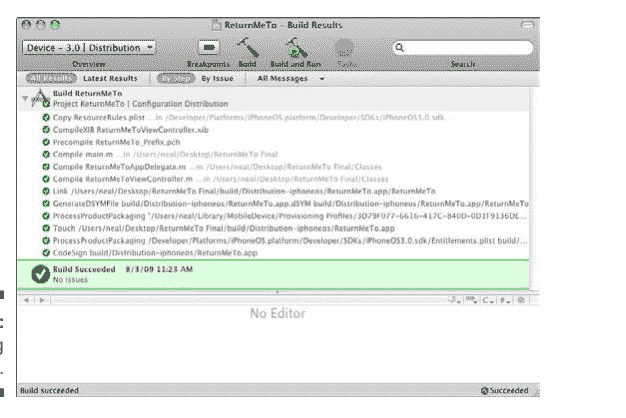 ReturnMeTo – Build Results
Device - 3.0 | Distribution
Overview Breakpoints Build Build and Run Tasks Search
All Results Latest Results By Step By Issue All Messages
Build ReturnMeTo
Project ReturnMeTo | Configuration Distribution
Copy ResourceRules.plist ...in /Developer/Platforms/iPhoneOS.platform/Developer/SDKs/iPhoneOS3.0.sdk
CompileXIB ReturnMeToViewController.xib
Precompile ReturnMeTo_Prefix.pch
Compile main.m ...in /Users/neal/Desktop/ReturnMeTo Final
Compile ReturnMeToAppDelegate.m ...in /Users/neal/Desktop/ReturnMeTo Final/Classes
Compile ReturnMeToViewController.m ...in /Users/neal/Desktop/ReturnMeTo Final/Classes
Link /Users/neal/Desktop/ReturnMeTo Final/build/Distribution-iphoneos/ReturnMeTo.app/ReturnMeTo
GenerateDSYMFile build/Distribution-iphoneos/ReturnMeTo.app.dSYM build/Distribution-iphoneos/ReturnMeTo.app/ReturnMeTo
ProcessProductPackaging "/Users/neal/Library/MobileDevice/Provisioning Profiles/3D79F077-6616-417C-840D-0D1F9136DE...
Touch /Users/neal/Desktop/ReturnMeTo Final/build/Distribution-iphoneos/ReturnMeTo.app
ProcessProductPackaging /Developer/Platforms/iPhoneOS.platform/Developer/SDKs/iPhoneOS3.0.sdk/Entitlements.plist build/...
CodeSign build/Distribution-iphoneos/ReturnMeTo.app
Build Succeeded 8/3/09 11:23 AM
No issues
No Editor
Build succeeded Succeeded